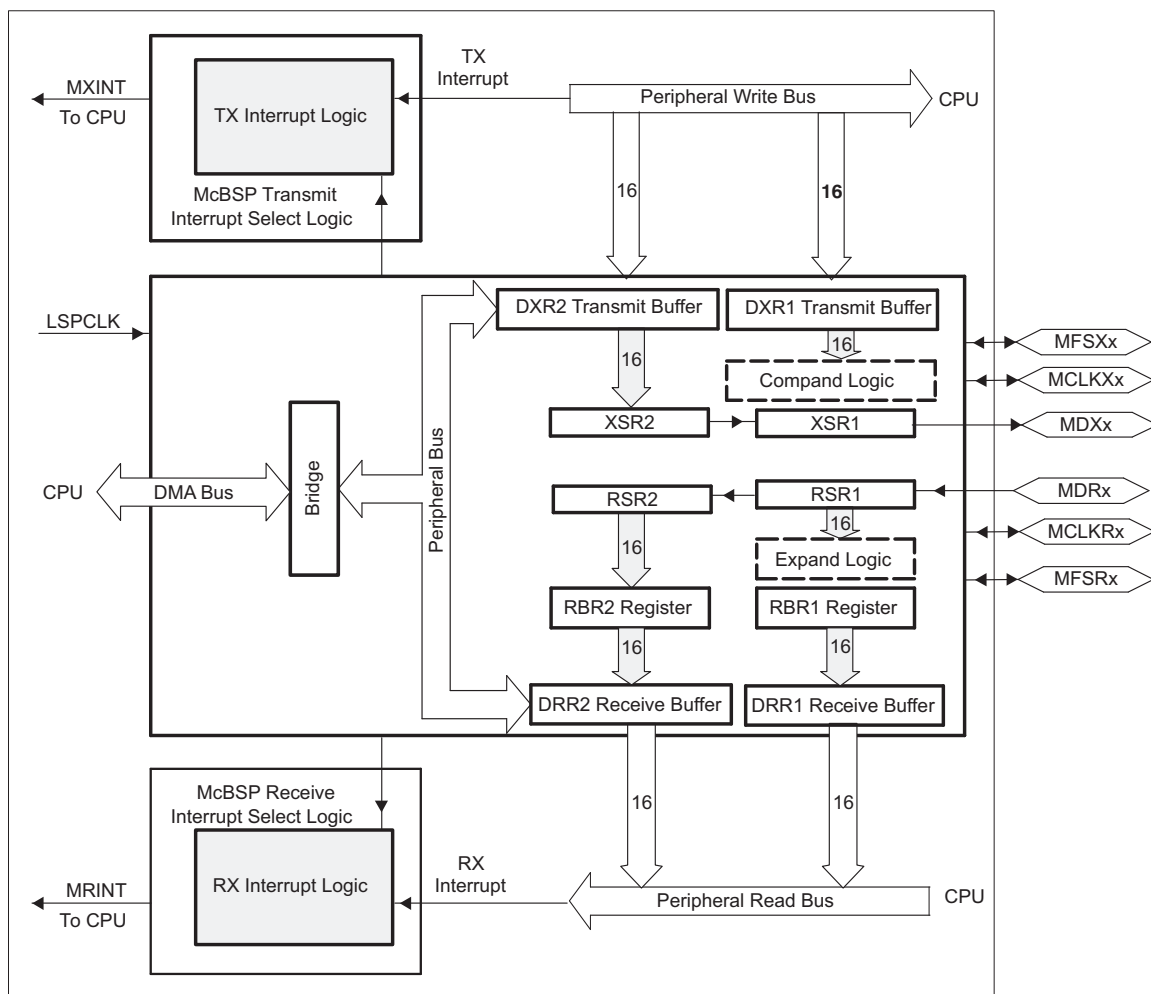 MXINT
To CPU
TX Interrupt Logic
McBSP Transmit
Interrupt Select Logic
TX
Interrupt
Peripheral Write Bus
CPU
16
16
LSPCLK
DXR2 Transmit Buffer
DXR1 Transmit Buffer
16
16
Compand Logic
XSR2
XSR1
MFSXx
MCLKXx
MDXx
CPU
DMA Bus
Bridge
Peripheral Bus
RSR2
RSR1
16
16
Expand Logic
RBR2 Register
RBR1 Register
16
16
DRR2 Receive Buffer
DRR1 Receive Buffer
MDRx
MCLKRx
MFSRx
McBSP Receive
Interrupt Select Logic
RX Interrupt Logic
MRINT
To CPU
RX
Interrupt
16
16
Peripheral Read Bus
CPU